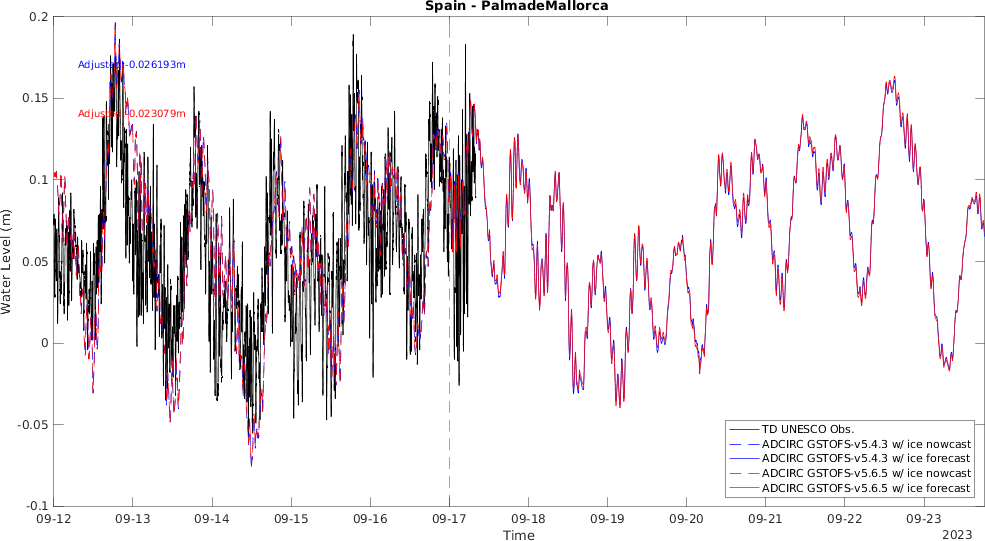 Spain - PalmadeMallorca
0.2
0.15
0.1
0.05
0
-0.05
-0.1
Water Level (m)
-0.026193m
-0.023079m
TD UNESCO Obs.
ADCIRC GSTOFS-v5.4.3 w/ ice nowcast
ADCIRC GSTOFS-v5.4.3 w/ ice forecast
ADCIRC GSTOFS-v5.6.5 w/ ice nowcast
ADCIRC GSTOFS-v5.6.5 w/ ice forecast
09-12 09-13 09-14 09-15 09-16 09-17 09-18 09-19 09-20 09-21 09-22 09-23
Time
2023